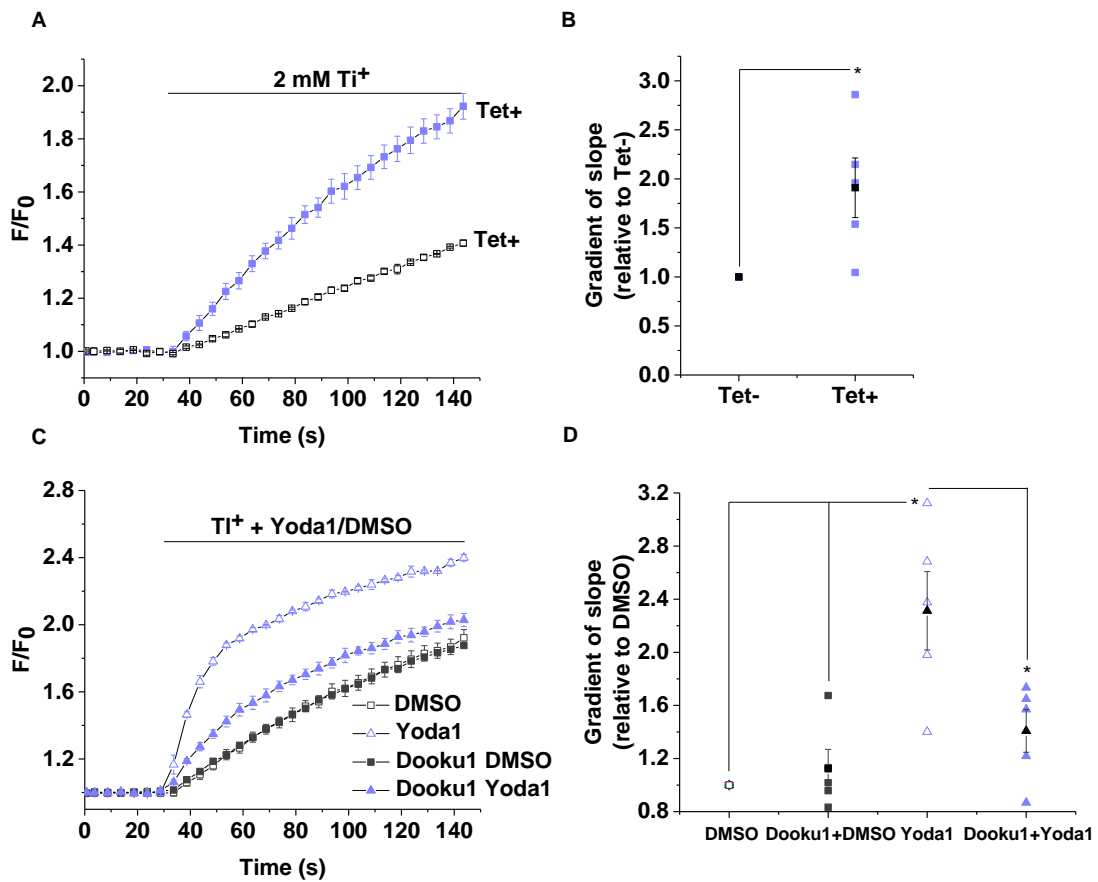 A
B
2 mM Ti+
Tet+
Tet+
F/F0
2.0
1.8
1.6
1.4
1.2
1.0
0 20 40 60 80 100 120 140
Time (s)
*
Gradient of slope
(relative to Tet-)
3.0
2.5
2.0
1.5
1.0
0.5
0.0
Tet- Tet+
C
D
Tl+ + Yoda1/DMSO
F/F0
2.8
2.4
2.0
1.6
1.2
DMSO
Yoda1
Dooku1 DMSO
Dooku1 Yoda1
0 20 40 60 80 100 120 140
Time (s)
*
*
Gradient of slope
(relative to DMSO)
3.2
2.8
2.4
2.0
1.6
1.2
0.8
DMSO Dooku1+DMSO Yoda1 Dooku1+Yoda1